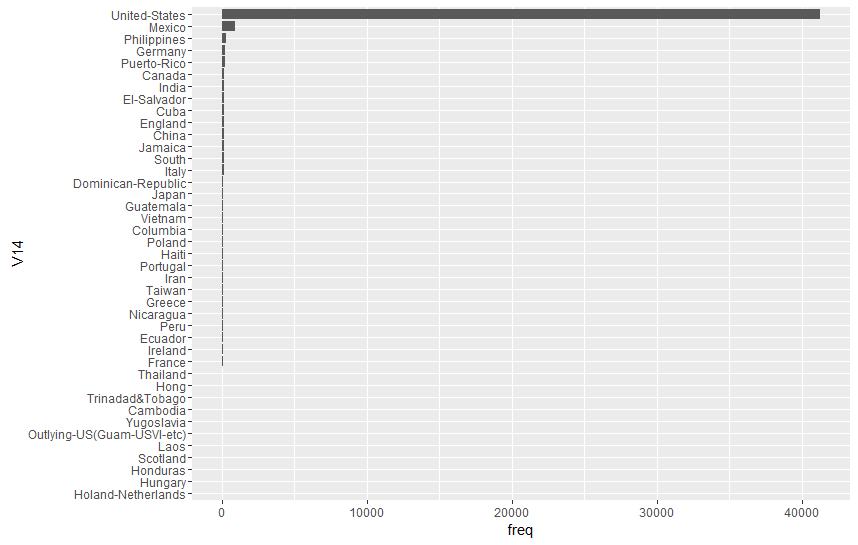 United-States
Mexico
Philippines
Germany
Puerto-Rico
Canada
India
El-Salvador
Cuba
England
China
Jamaica
South
Italy
Dominican-Republic
Japan
Guatemala
Vietnam
Columbia
Poland
Haiti
Portugal
Iran
Taiwan
Greece
Nicaragua
Peru
Ecuador
Ireland
France
Thailand
Hong
Trinadad&Tobago
Cambodia
Yugoslavia
Outlying-US(Guam-USVI-etc)
Laos
Scotland
Honduras
Hungary
Holand-Netherlands
V14
0 10000 20000 30000 40000
freq